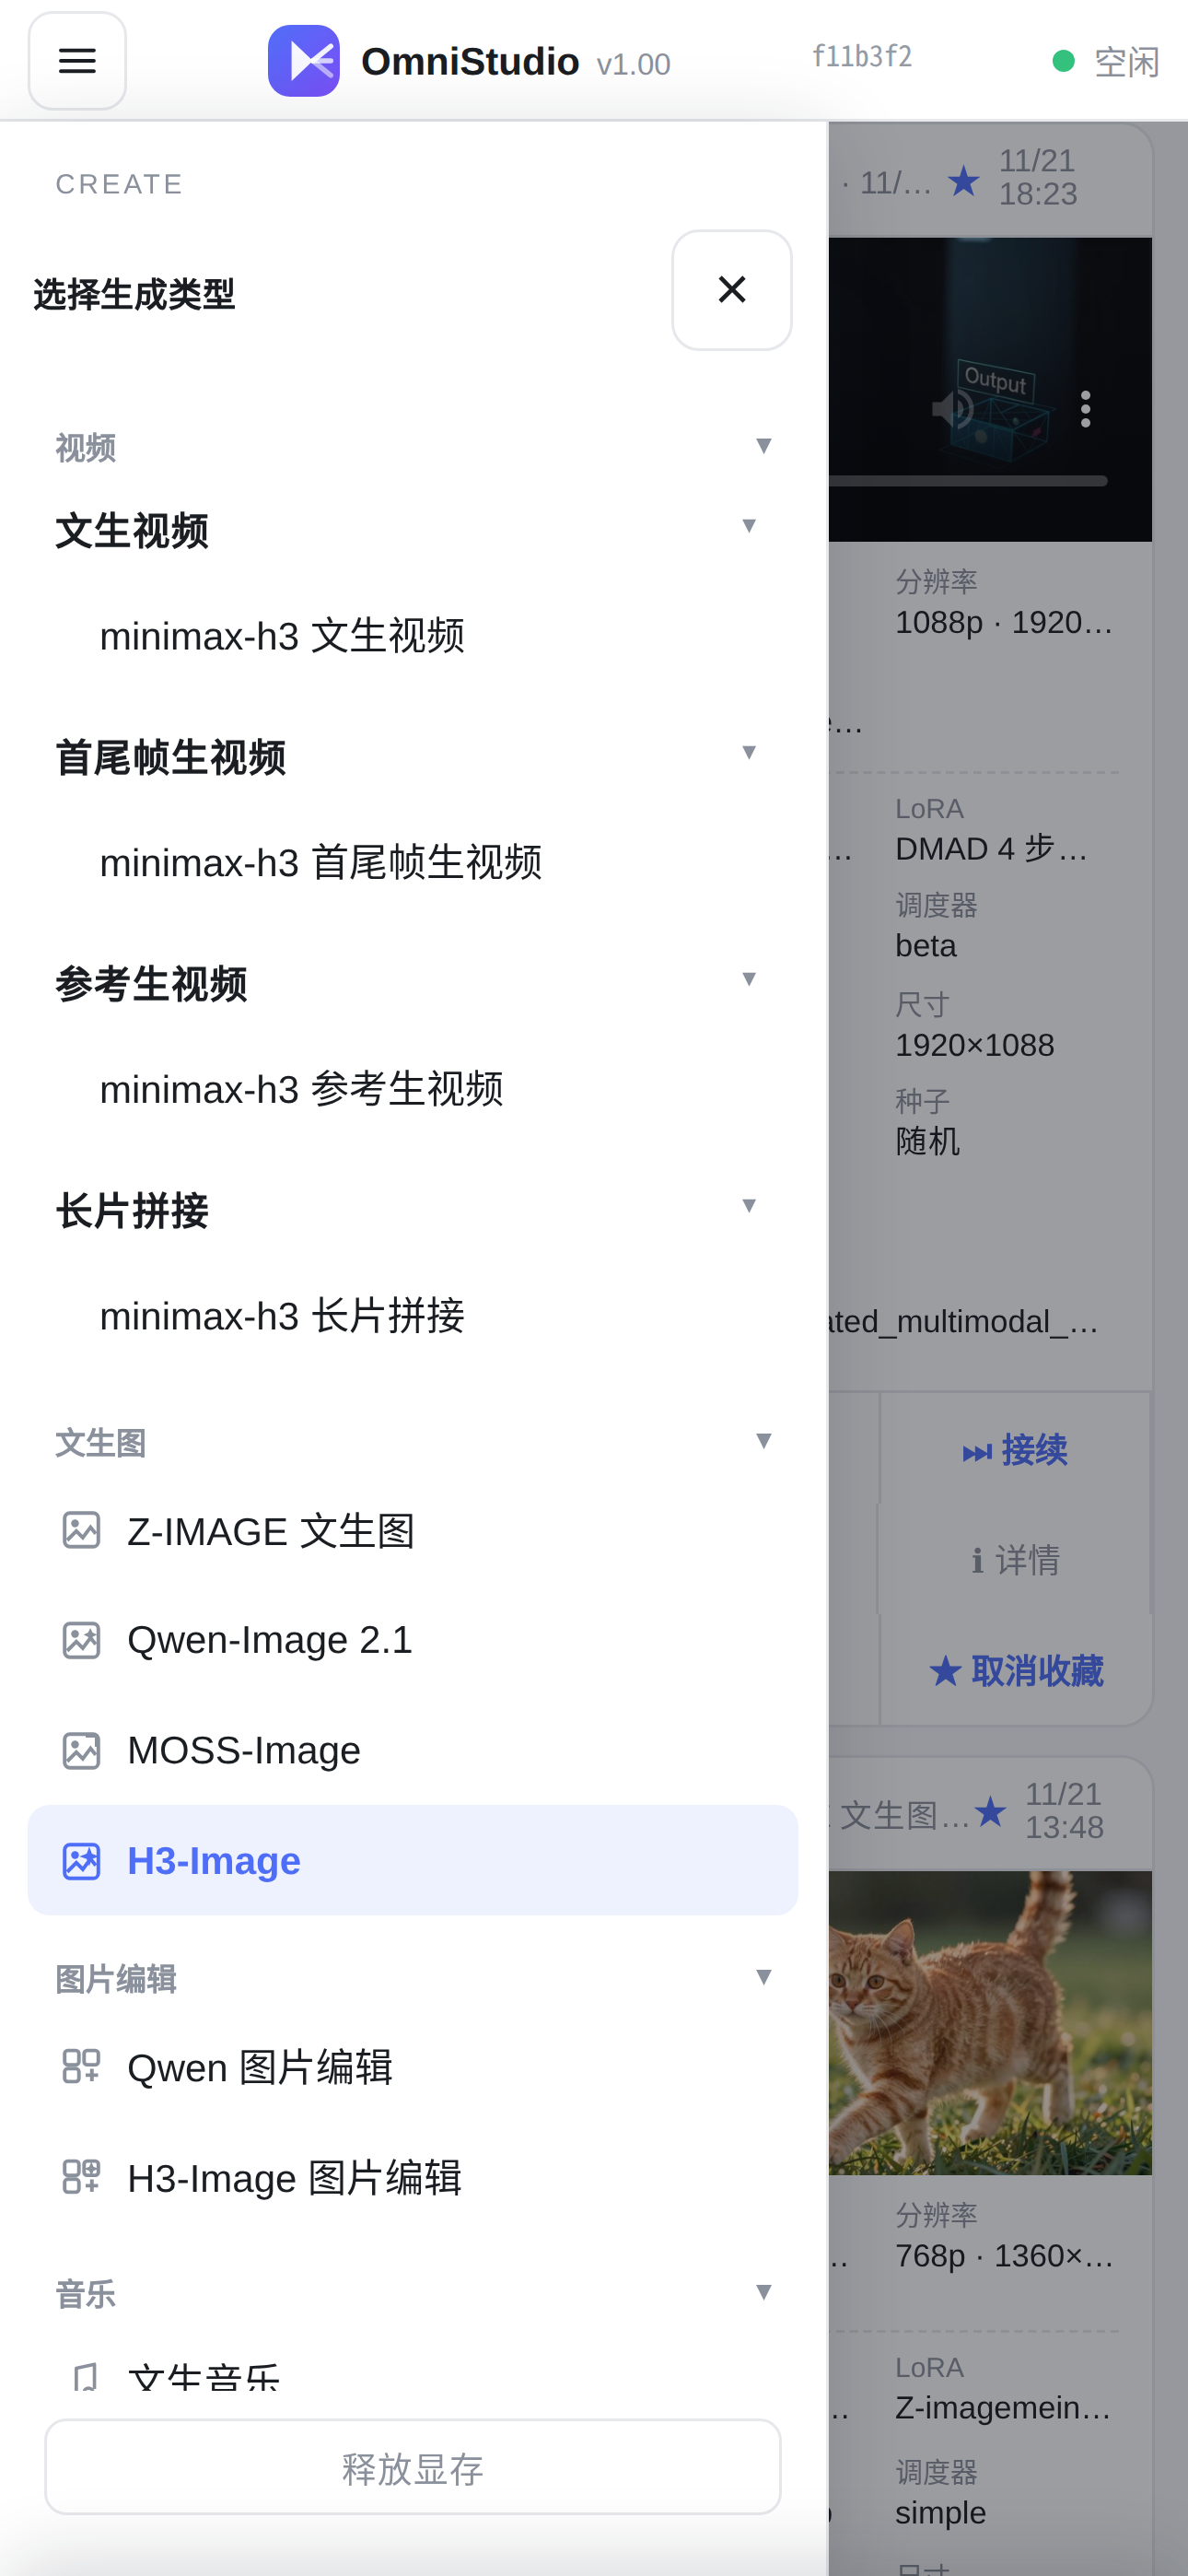 OmniStudio v1.00
f11b3f2
空闲
CREATE
选择生成类型
视频
文生视频
minimax-h3 文生视频
首尾帧生视频
minimax-h3 首尾帧生视频
参考生视频
minimax-h3 参考生视频
长片拼接
minimax-h3 长片拼接
文生图
Z-IMAGE 文生图
Qwen-Image 2.1
MOSS-Image
H3-Image
图片编辑
Qwen 图片编辑
H3-Image 图片编辑
音乐
文生音乐
释放显存
· 11/… ★ 11/21
18:23
Output
分辨率
1088p · 1920…
LoRA
DMAD 4 步…
调度器
beta
尺寸
1920×1088
种子
随机
ated_multimodal_…
⏭ 接续
ℹ 详情
★ 取消收藏
文生图… ★ 11/21
13:48
分辨率
768p · 1360×…
LoRA
Z-imagemein…
调度器
simple
尺寸